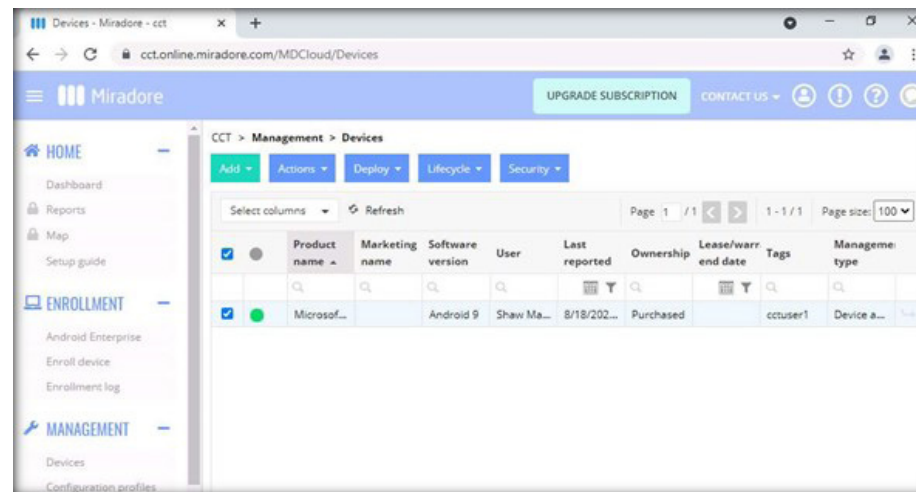 Devices - Miradore - cct
cct.online.miradore.com/MDCloud/Devices
Miradore
UPGRADE SUBSCRIPTION
CONTACT US
HOME
Dashboard
Reports
Map
Setup guide
ENROLLMENT
Android Enterprise
Enroll device
Enrollment log
MANAGEMENT
Devices
Configuration profiles
CCT > Management > Devices
Add
Actions
Deploy
Lifecycle
Security
Select columns
Refresh
Page 1 / 1
1 - 1 / 1
Page size: 100
Product name
Marketing name
Software version
User
Last reported
Ownership
Lease/warr end date
Tags
Manageme type
Microsof...
Android 9
Shaw Ma...
8/18/202...
Purchased
cctuser1
Device a...